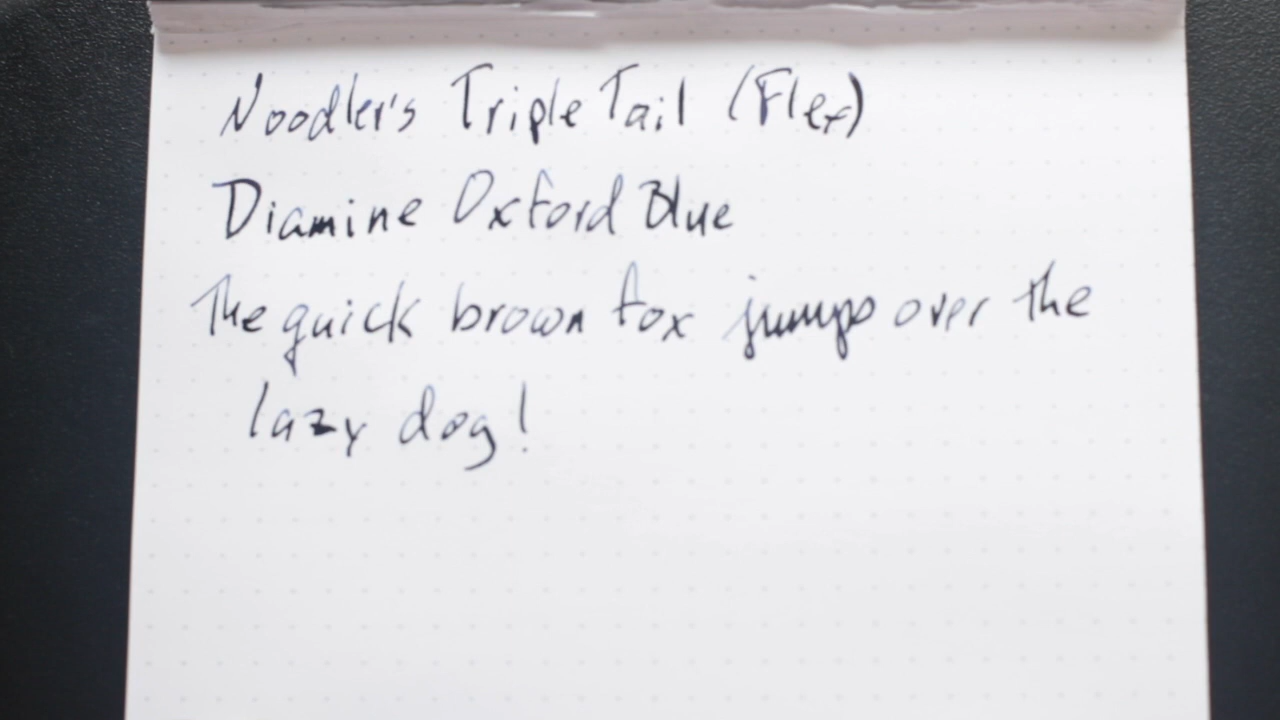 Noodler's Triple Tail (Flex)
Diamine Oxford Blue
The quick brown fox jumps over the
lazy dog!